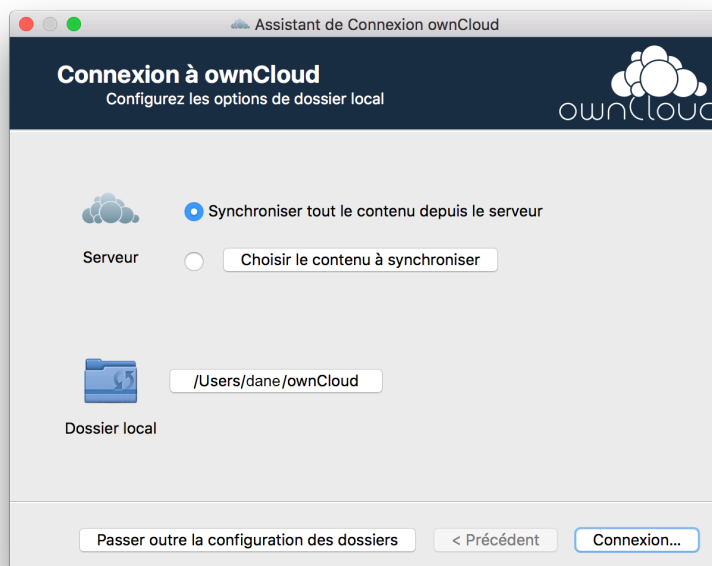 Assistant de Connexion ownCloud
Connexion à ownCloud
Configurez les options de dossier local
ownCloud
Synchroniser tout le contenu depuis le serveur
Serveur
Choisir le contenu à synchroniser
/Users/dane/ownCloud
Dossier local
Passer outre la configuration des dossiers
< Précédent
Connexion...